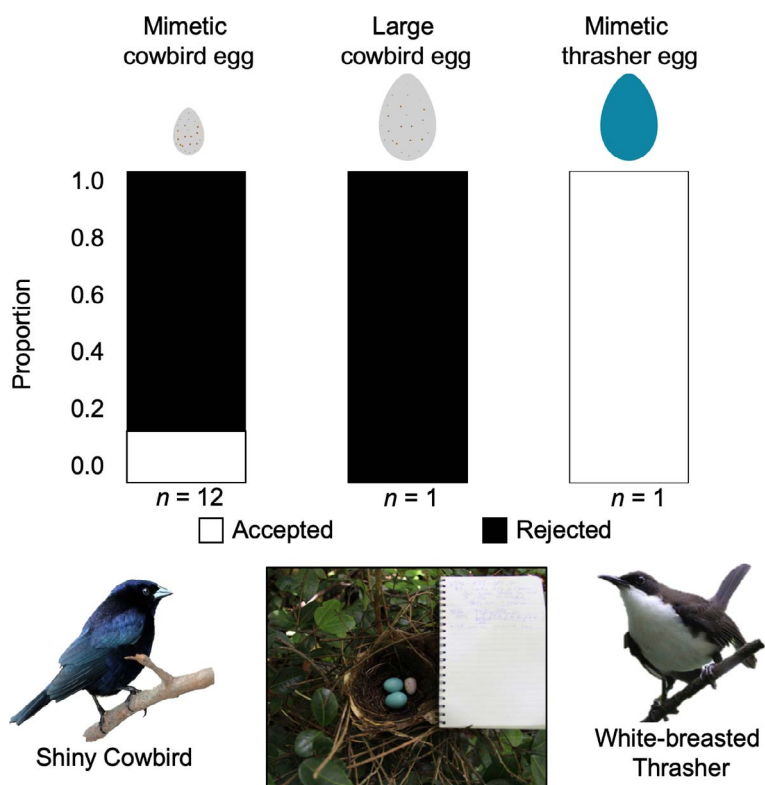 Mimetic
cowbird egg
Large
cowbird egg
Mimetic
thrasher egg
Proportion
1.0
0.8
0.6
0.4
0.2
0.0
n = 12
n = 1
n = 1
Accepted
Rejected
Shiny Cowbird
White-breasted
Thrasher